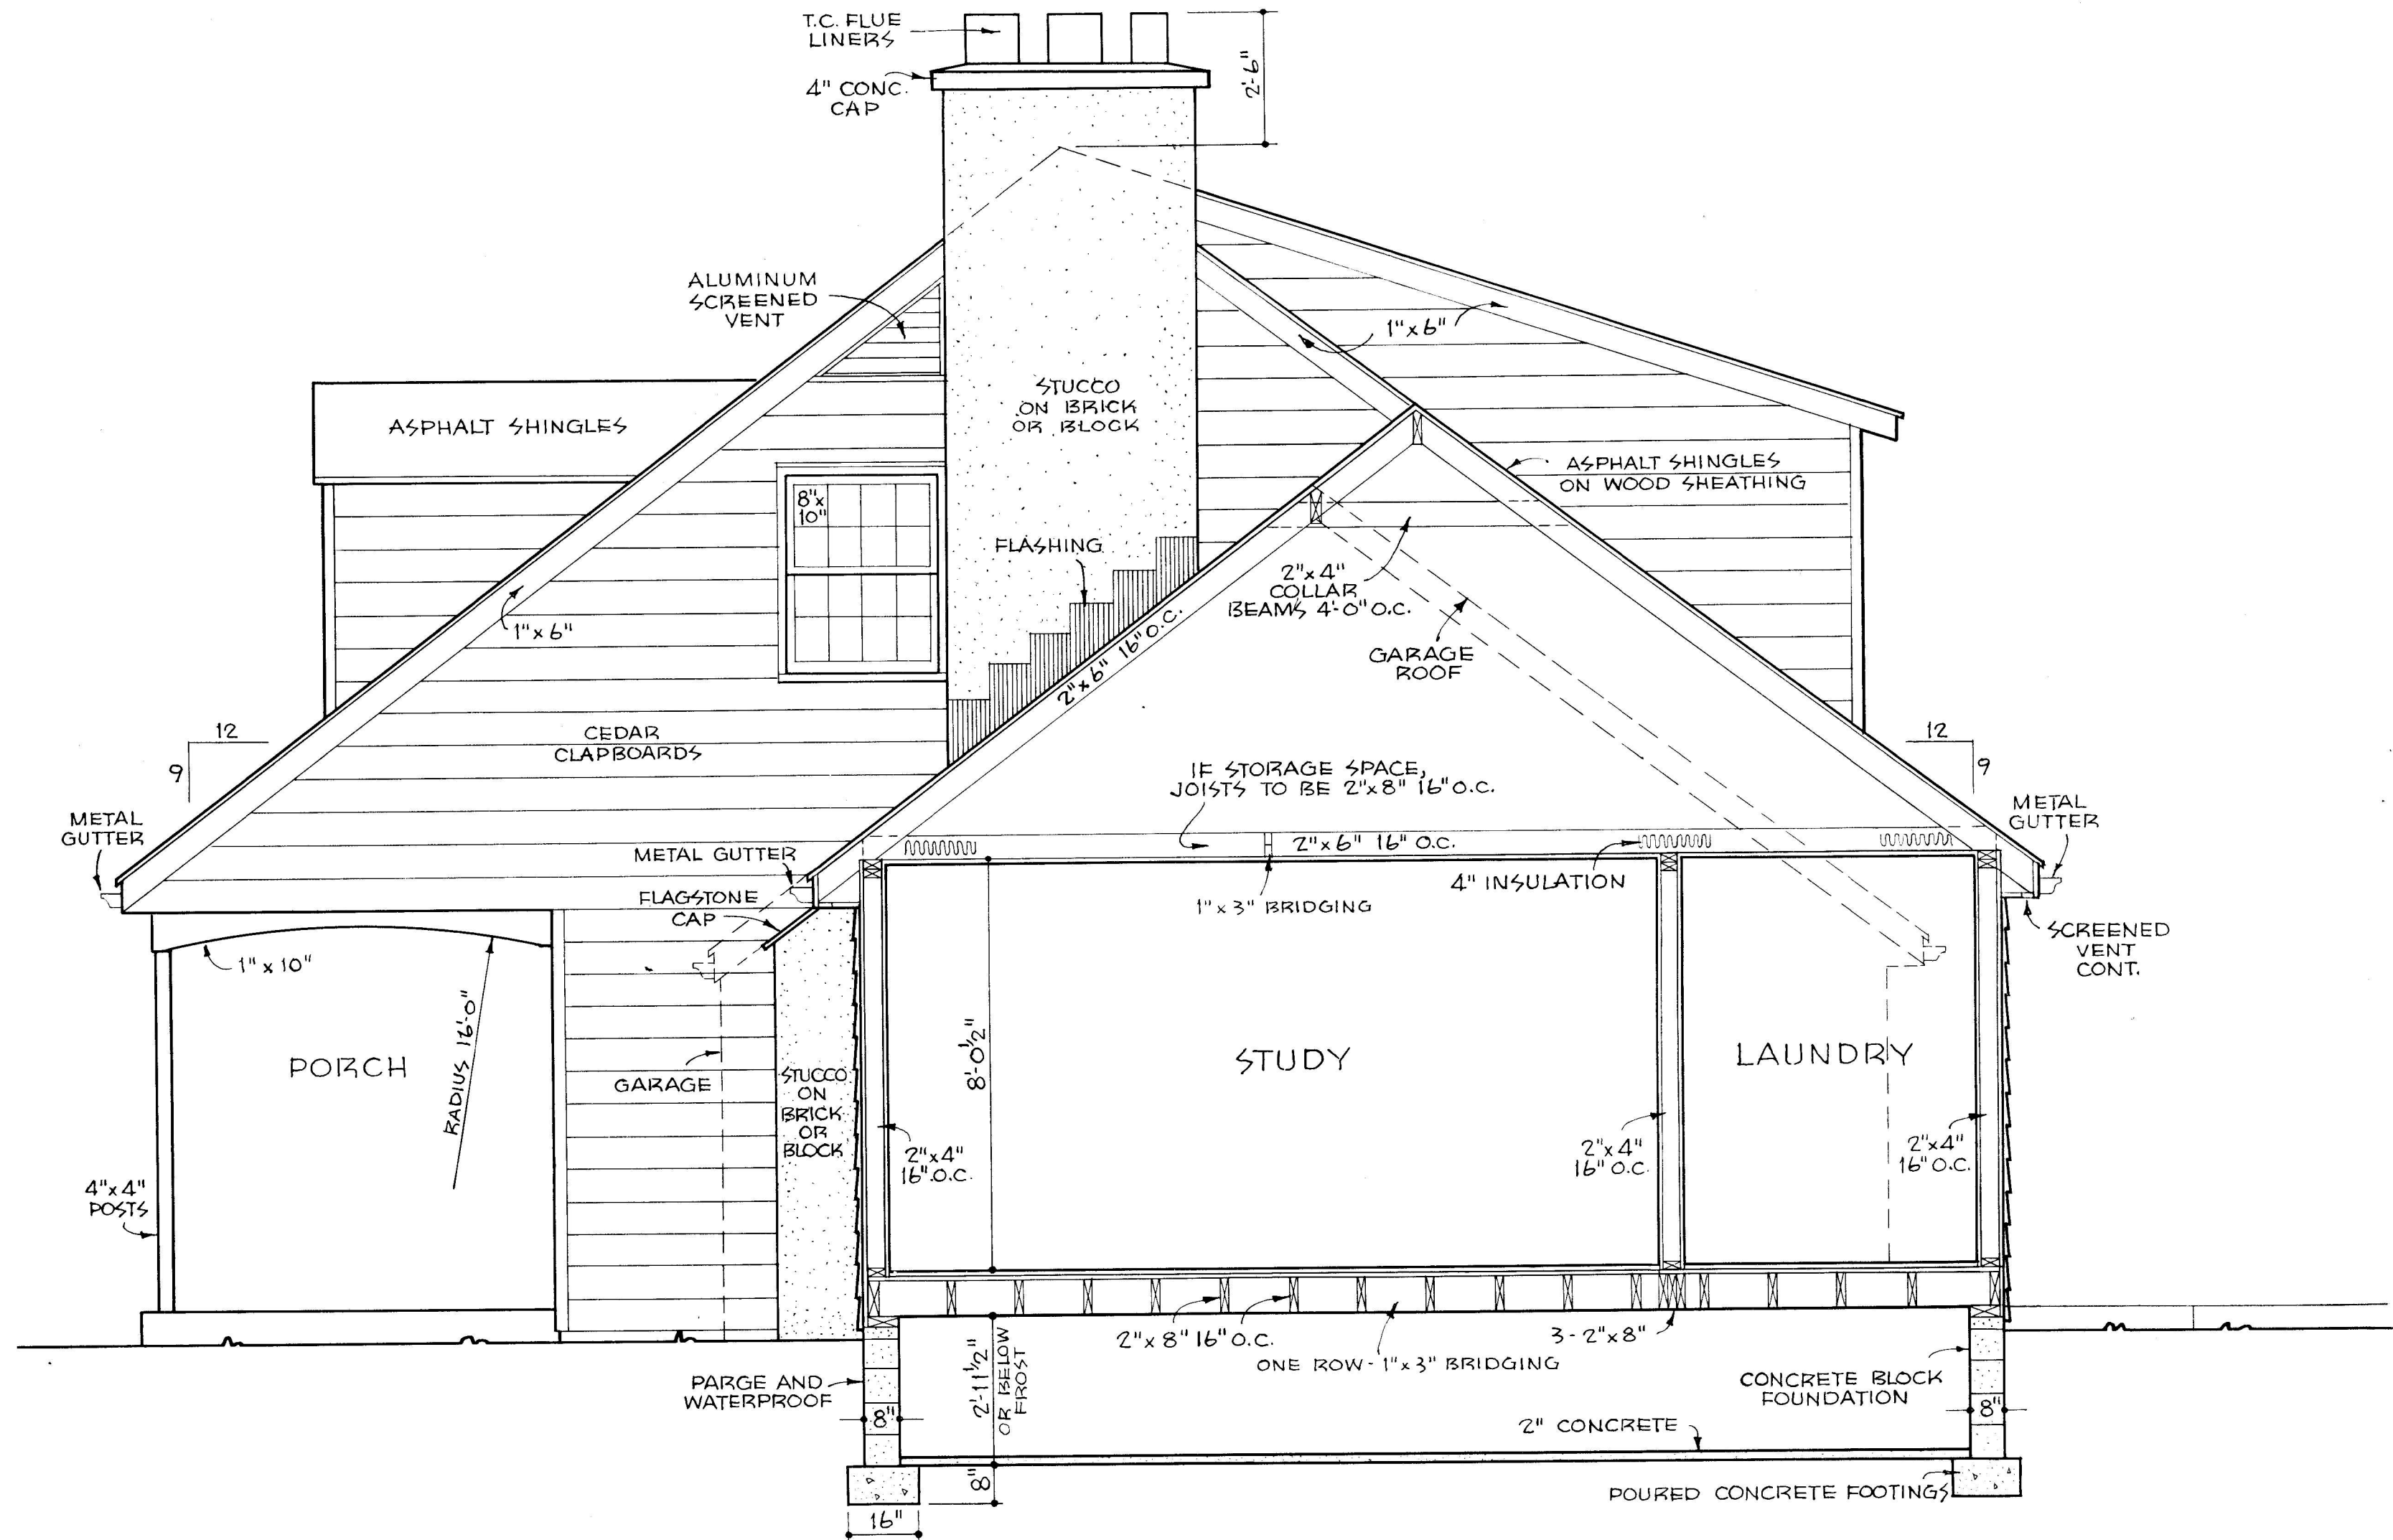 T.C. FLUE
LINERS
4" CONC.
CAP
2'-6"
ALUMINUM
SCREENED
VENT
1"x6"
STUCCO
ON BRICK
OR BLOCK
ASPHALT SHINGLES
ASPHALT SHINGLES
ON WOOD SHEATHING
8"x
10"
FLASHING
2"x4"
COLLAR
BEAMS 4'-0" O.C.
1"x6"
2"x6" 16" O.C.
GARAGE
ROOF
12
9
CEDAR
CLAPBOARDS
12
9
IF STORAGE SPACE,
JOISTS TO BE 2"x8" 16" O.C.
METAL
GUTTER
METAL
GUTTER
2"x6" 16" O.C.
METAL GUTTER
4" INSULATION
FLAGSTONE
CAP
1"x3" BRIDGING
SCREENED
VENT
CONT.
1"x10"
RADIUS 16'-0"
PORCH
GARAGE
STUCCO
ON
BRICK
OR
BLOCK
8'-0½"
STUDY
LAUNDRY
2"x4"
16" O.C.
2"x4"
16" O.C.
2"x4"
16" O.C.
4"x4"
POSTS
2"x8" 16" O.C.
3-2"x8"
ONE ROW-1"x3" BRIDGING
2'-11½"
OR BELOW
FROST
PARGE AND
WATERPROOF
8"
CONCRETE BLOCK
FOUNDATION
8"
2" CONCRETE
8"
POURED CONCRETE FOOTINGS
16"